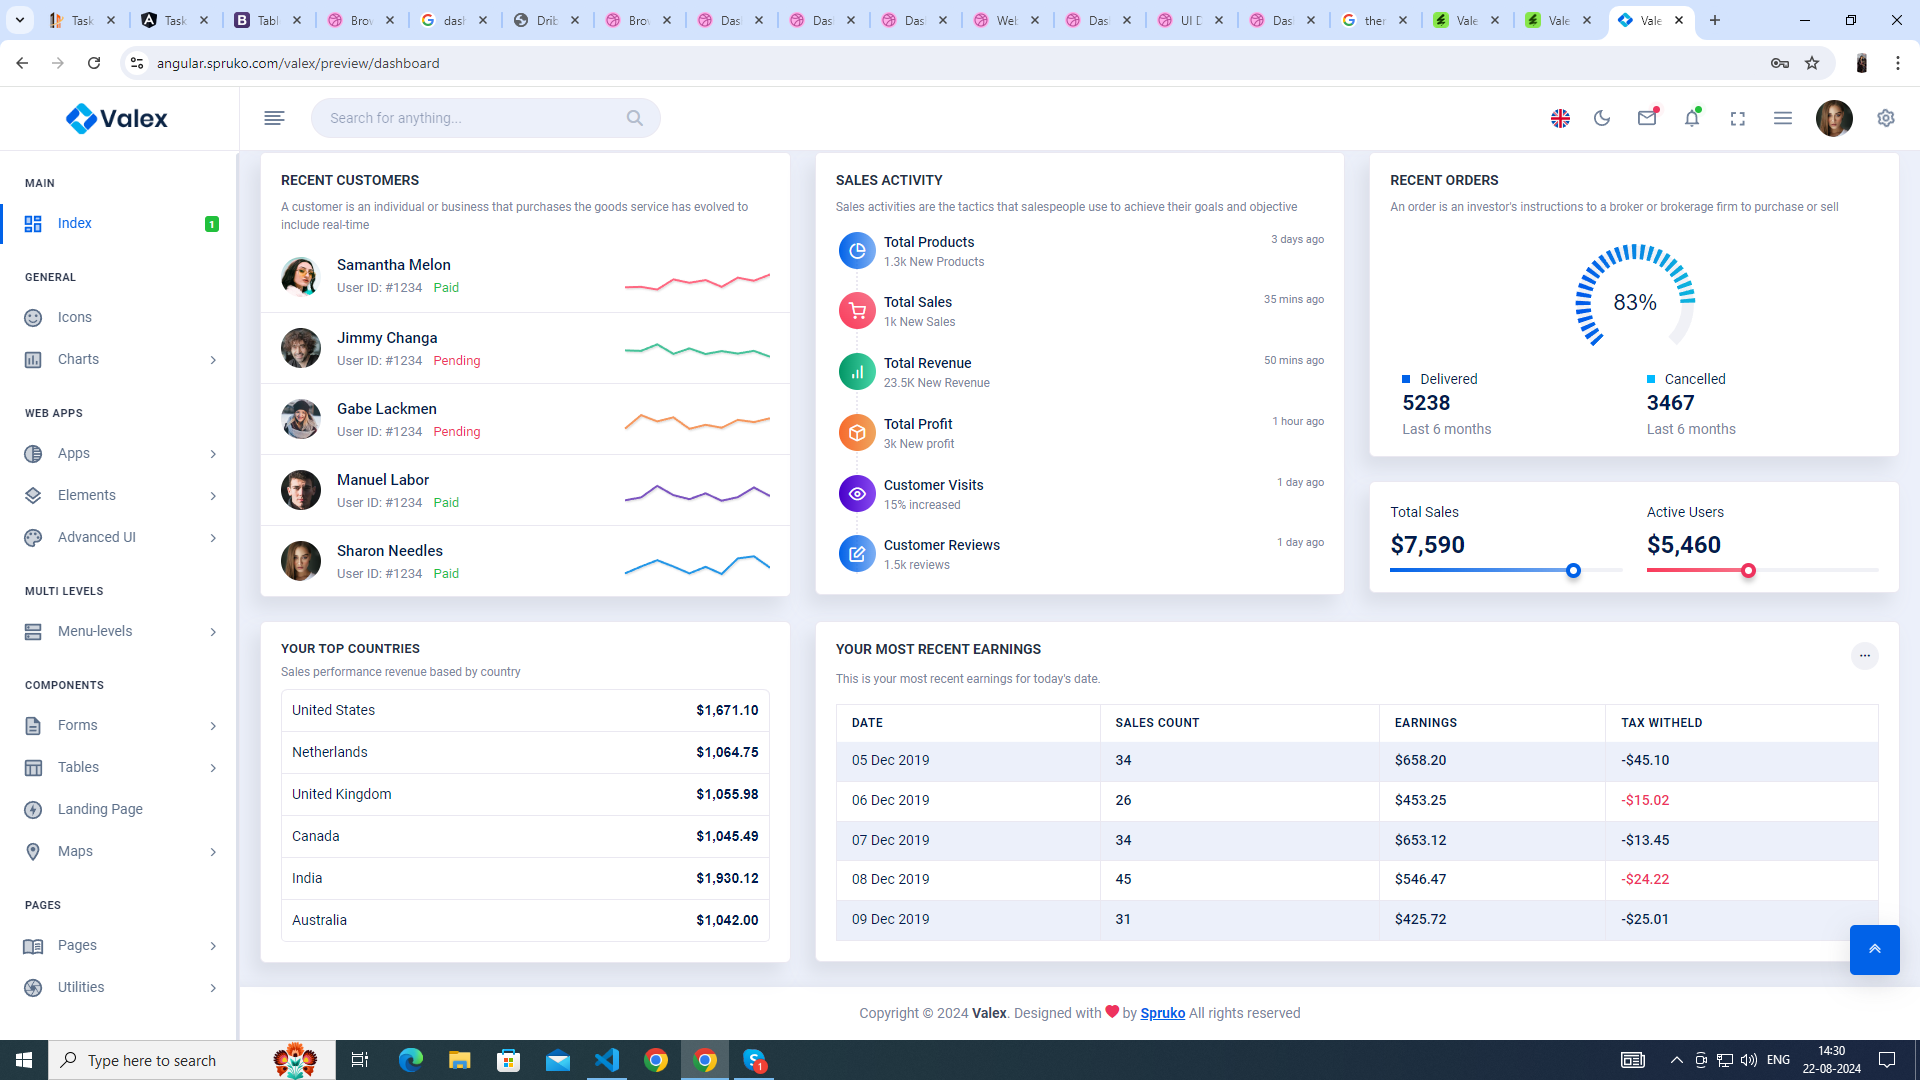 Task
Task
Table
Brow
dash
Drib
Brow
Dash
Dash
Dash
Web
Dash
UI D
Dash
then
Vale
Vale
Vale
angular.spruko.com/valex/preview/dashboard
Valex
Search for anything...
MAIN
Index
1
GENERAL
Icons
Charts
WEB APPS
Apps
Elements
Advanced UI
MULTI LEVELS
Menu-levels
COMPONENTS
Forms
Tables
Landing Page
Maps
PAGES
Pages
Utilities
RECENT CUSTOMERS
A customer is an individual or business that purchases the goods service has evolved to
include real-time
Samantha Melon
User ID: #1234 Paid
Jimmy Changa
User ID: #1234 Pending
Gabe Lackmen
User ID: #1234 Pending
Manuel Labor
User ID: #1234 Paid
Sharon Needles
User ID: #1234 Paid
SALES ACTIVITY
Sales activities are the tactics that salespeople use to achieve their goals and objective
Total Products 3 days ago
1.3k New Products
Total Sales 35 mins ago
1k New Sales
Total Revenue 50 mins ago
23.5K New Revenue
Total Profit 1 hour ago
3k New profit
Customer Visits 1 day ago
15% increased
Customer Reviews 1 day ago
1.5k reviews
RECENT ORDERS
An order is an investor's instructions to a broker or brokerage firm to purchase or sell
83%
Delivered Cancelled
5238 3467
Last 6 months Last 6 months
Total Sales Active Users
$7,590 $5,460
YOUR TOP COUNTRIES
Sales performance revenue based by country
United States $1,671.10
Netherlands $1,064.75
United Kingdom $1,055.98
Canada $1,045.49
India $1,930.12
Australia $1,042.00
YOUR MOST RECENT EARNINGS
This is your most recent earnings for today's date.
DATE SALES COUNT EARNINGS TAX WITHELD
05 Dec 2019 34 $658.20 -$45.10
06 Dec 2019 26 $453.25 -$15.02
07 Dec 2019 34 $653.12 -$13.45
08 Dec 2019 45 $546.47 -$24.22
09 Dec 2019 31 $425.72 -$25.01
Copyright © 2024 Valex. Designed with ❤ by Spruko All rights reserved
Type here to search
1
ENG
14:30
22-08-2024